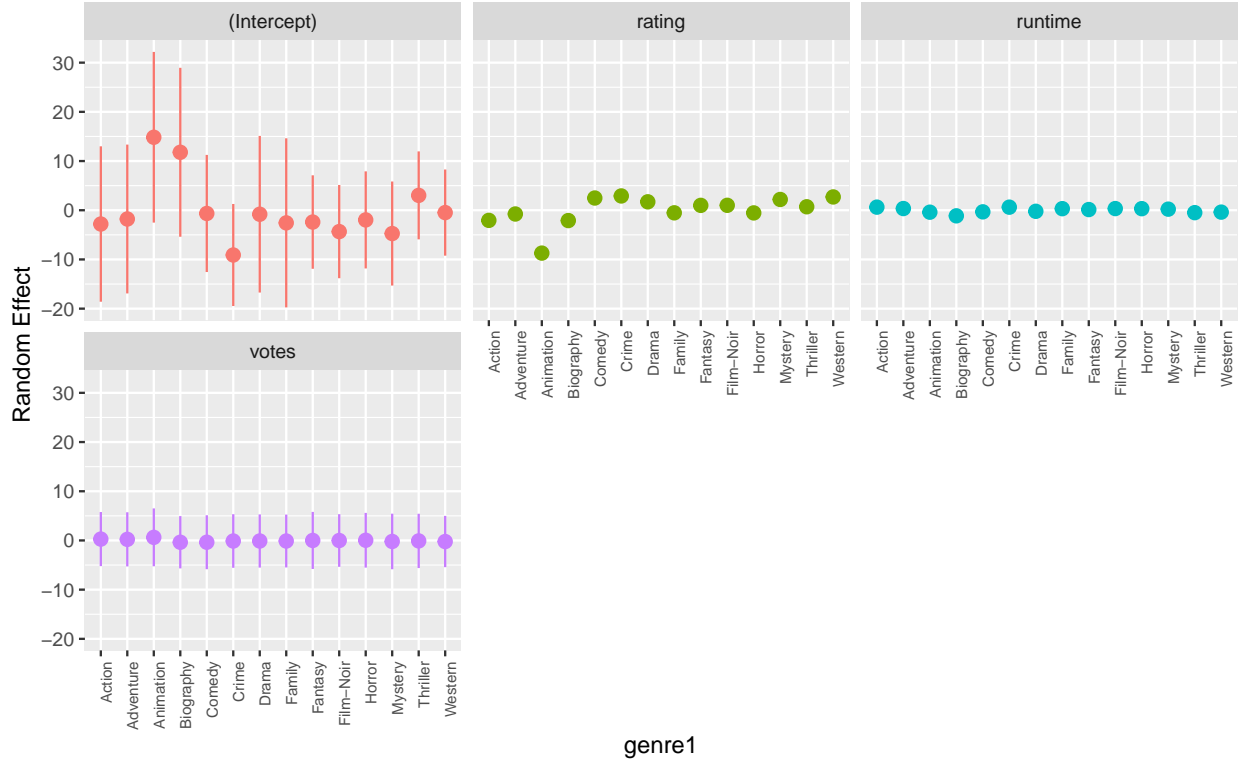 (Intercept)
rating
runtime
30
20
10
0
−10
−20
Action
Adventure
Animation
Biography
Comedy
Crime
Drama
Family
Fantasy
Film−Noir
Horror
Mystery
Thriller
Western
Action
Adventure
Animation
Biography
Comedy
Crime
Drama
Family
Fantasy
Film−Noir
Horror
Mystery
Thriller
Western
Random Effect
votes
30
20
10
0
−10
−20
Action
Adventure
Animation
Biography
Comedy
Crime
Drama
Family
Fantasy
Film−Noir
Horror
Mystery
Thriller
Western
genre1